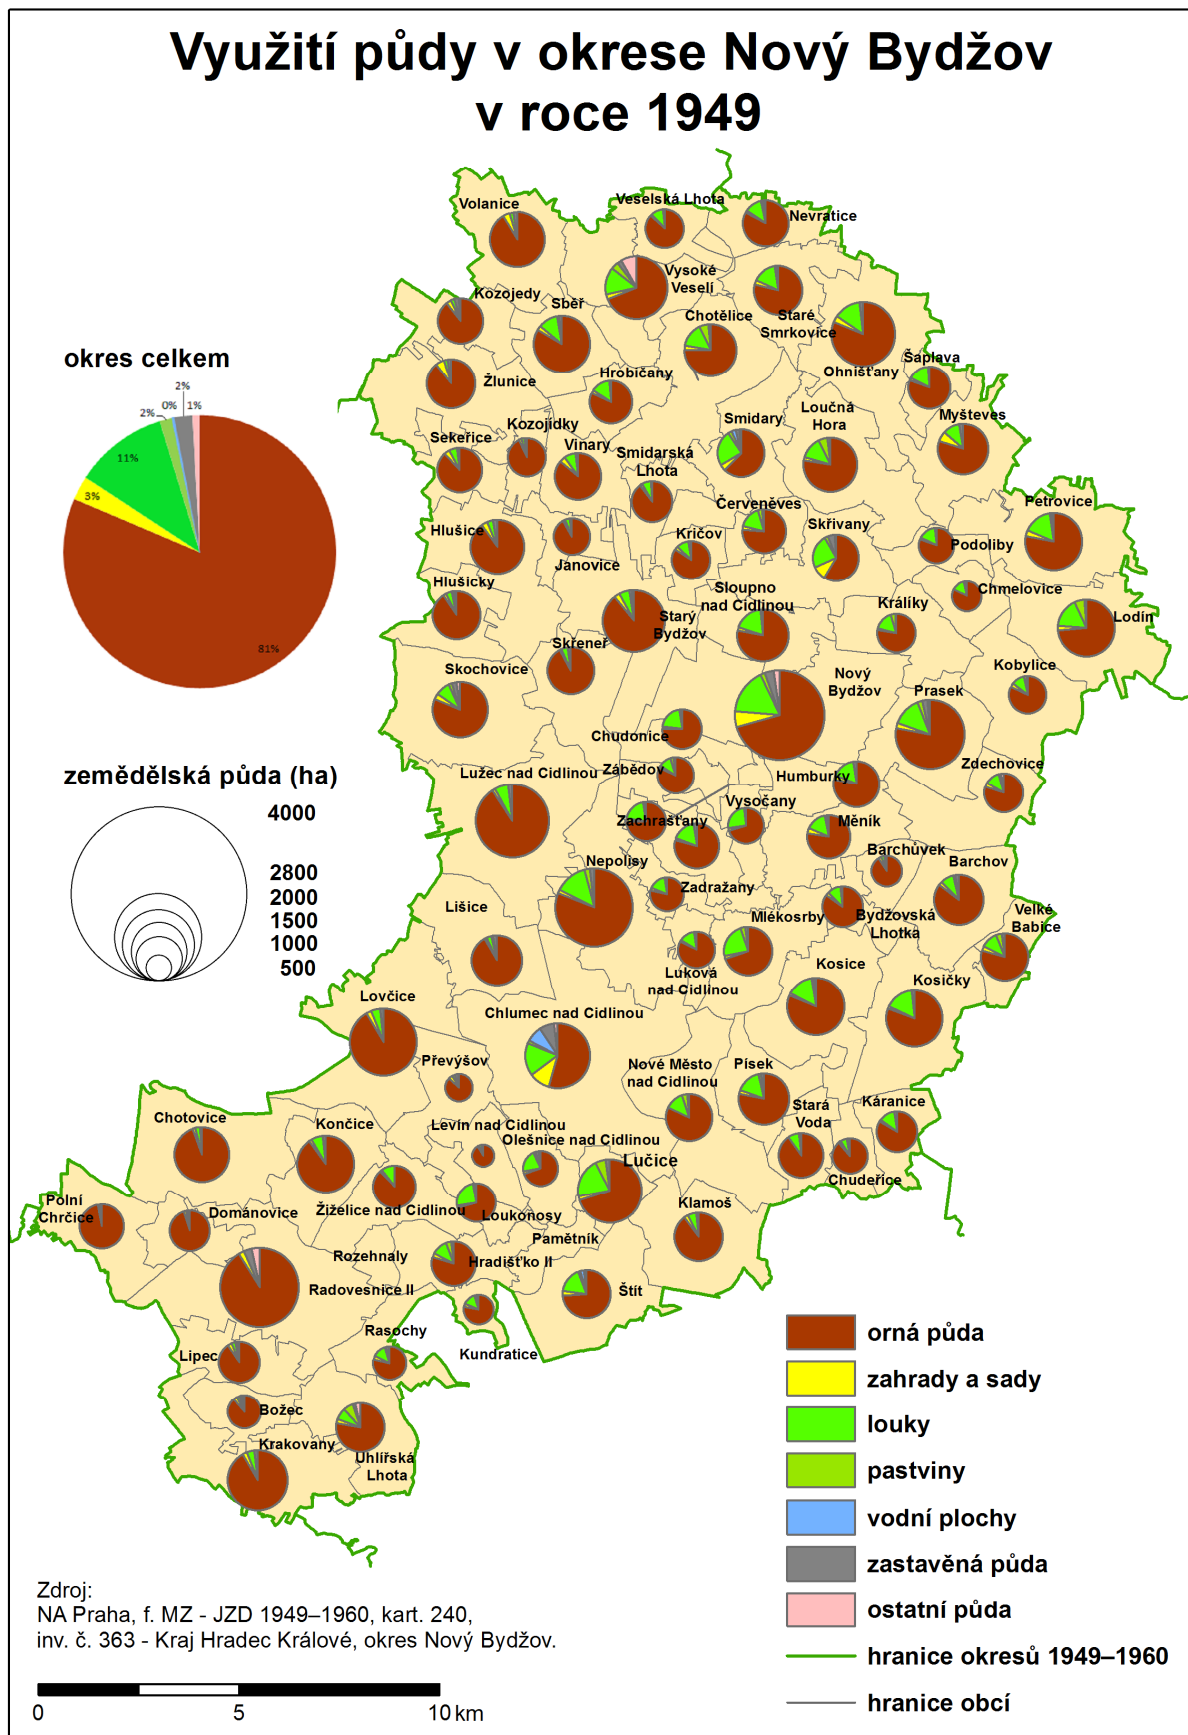 Využití půdy v okrese Nový Bydžov
v roce 1949
Volanice
Veselská Lhota
Nevratice
Vysoké
Veselí
Kozojedy
Sběř
Chotělice
Staré
Smrkovice
Ohnišťany
Šaplava
okres celkem
2%
0%
2%
1%
11%
3%
81%
Žlunice
Hrobičany
Kozojídky
Smidary
Loučná
Hora
Myštěves
Sekeřice
Vinary
Smidarská
Lhota
Petrovice
Hlušice
Janovice
Červeněves
Skřivany
Kričov
Podoliby
Hlušičky
Sloupno
nad Cidlinou
Chmelovice
Starý
Bydžov
Králíky
Lodín
Skřeneř
Skochovice
Nový
Bydžov
Kobylice
Prasek
Chudonice
zemědělská půda (ha)
4000
2800
2000
1500
1000
500
Lužec nad Cidlinou
Zábědov
Humburky
Zdechovice
Vysočany
Zachrašťany
Měník
Nepolisy
Barchůvek
Barchov
Zadražany
Lišice
Mlékosrby
Bydžovská
Lhotka
Velké
Babice
Luková
nad Cidlinou
Kosice
Kosičky
Lovčice
Chlumec nad Cidlinou
Převýšov
Nové Město
nad Cidlinou
Písek
Chotovice
Končice
Levín nad Cidlinou
Olešnice nad Cidlinou
Stará
Voda
Káranice
Lučice
Chudeřice
Polní
Chrčice
Dománovice
Žiželice nad Cidlinou
Loukonosy
Klamoš
Pamětník
Rozehnaly
Hradišťko II
Radovesnice II
Štít
Rasochy
Kundratice
Lipec
Božec
Krakovany
Uhlířská
Lhota
orná půda
zahrady a sady
louky
pastviny
vodní plochy
zastavěná půda
ostatní půda
hranice okresů 1949–1960
hranice obcí
Zdroj:
NA Praha, f. MZ - JZD 1949–1960, kart. 240,
inv. č. 363 - Kraj Hradec Králové, okres Nový Bydžov.
0
5
10 km